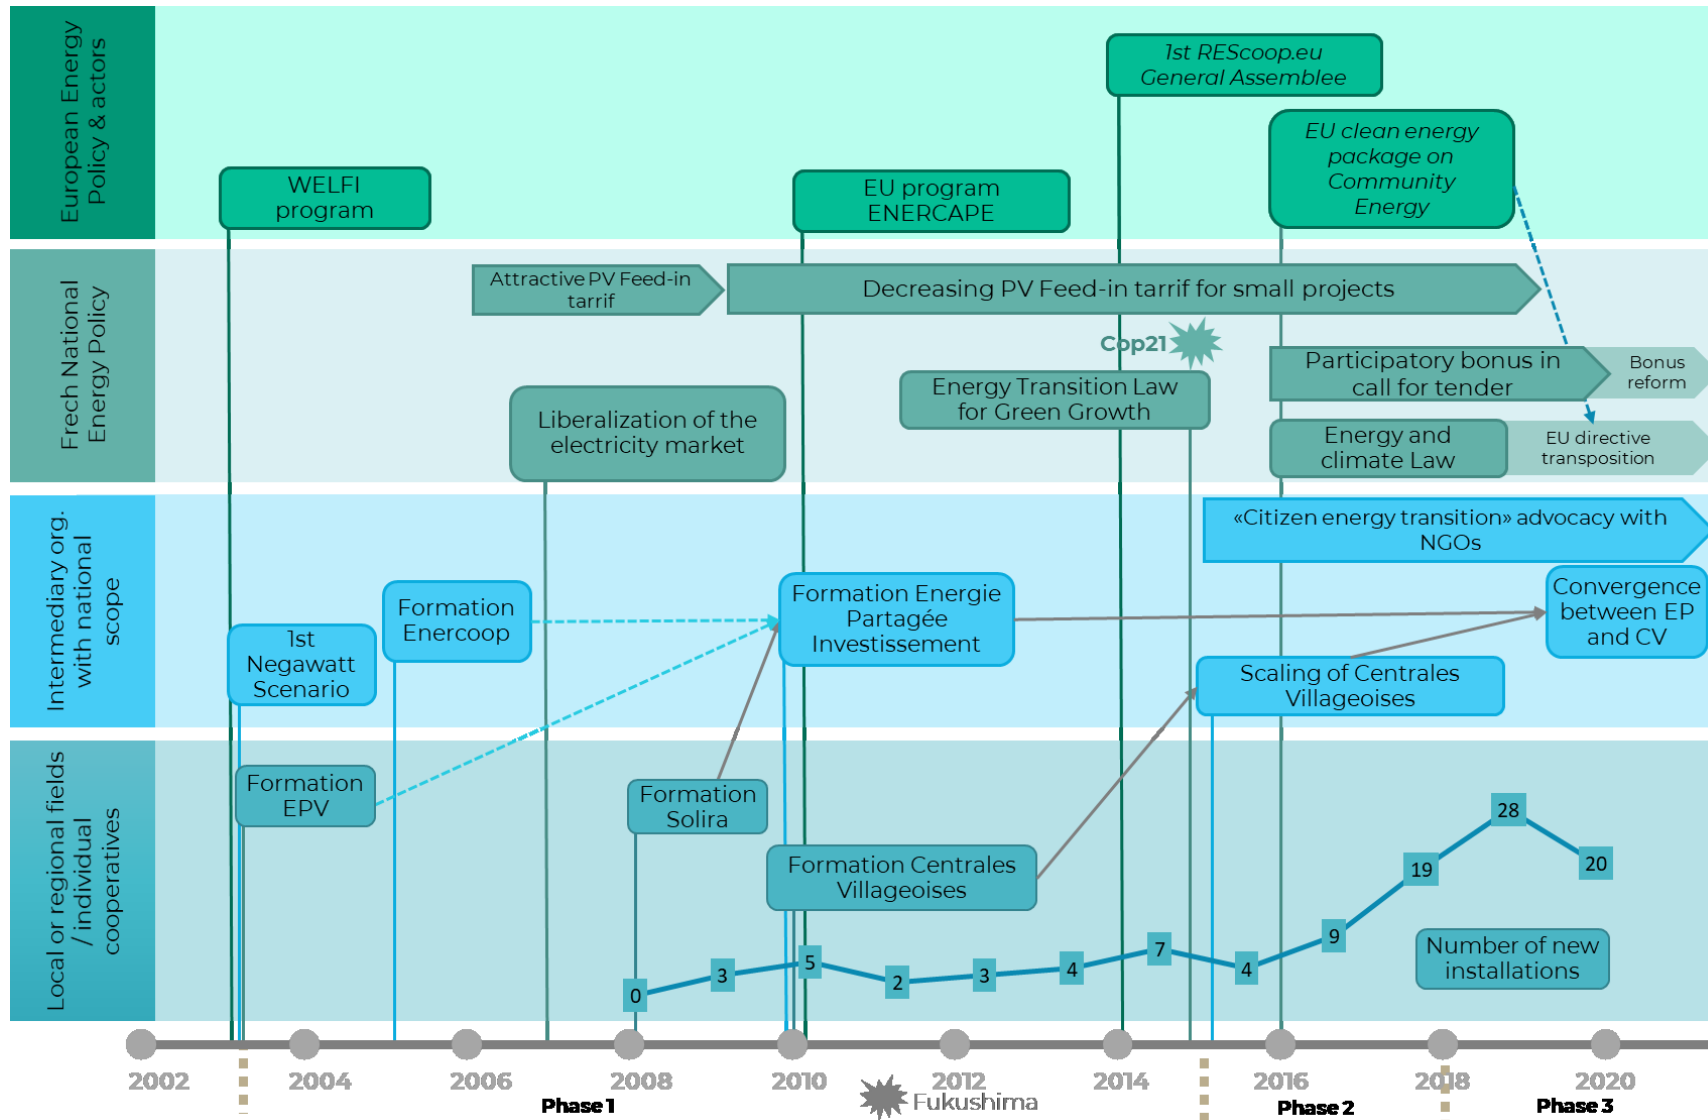 European Energy
Policy & actors
1st REScoop.eu
General Assemblee
EU clean energy
package on
Community
Energy
WELFI
program
EU program
ENERCAPE
Frech National
Energy Policy
Attractive PV Feed-in
tarrif
Decreasing PV Feed-in tarrif for small projects
Cop21
Participatory bonus in
call for tender
Bonus
reform
Energy Transition Law
for Green Growth
Liberalization of the
electricity market
Energy and
climate Law
EU directive
transposition
Intermediary org.
with national
scope
«Citizen energy transition» advocacy with
NGOs
Formation
Enercoop
Formation Energie
Partagée
Investissement
Convergence
between EP
and CV
1st
Negawatt
Scenario
Scaling of Centrales
Villageoises
Local or regional fields
/ individual
cooperatives
Formation
EPV
Formation
Solira
Formation Centrales
Villageoises
0
3
5
2
3
4
7
4
9
19
28
20
Number of new
installations
2002
2004
2006
2008
2010
2012
2014
2016
2018
2020
Phase 1
Fukushima
Phase 2
Phase 3